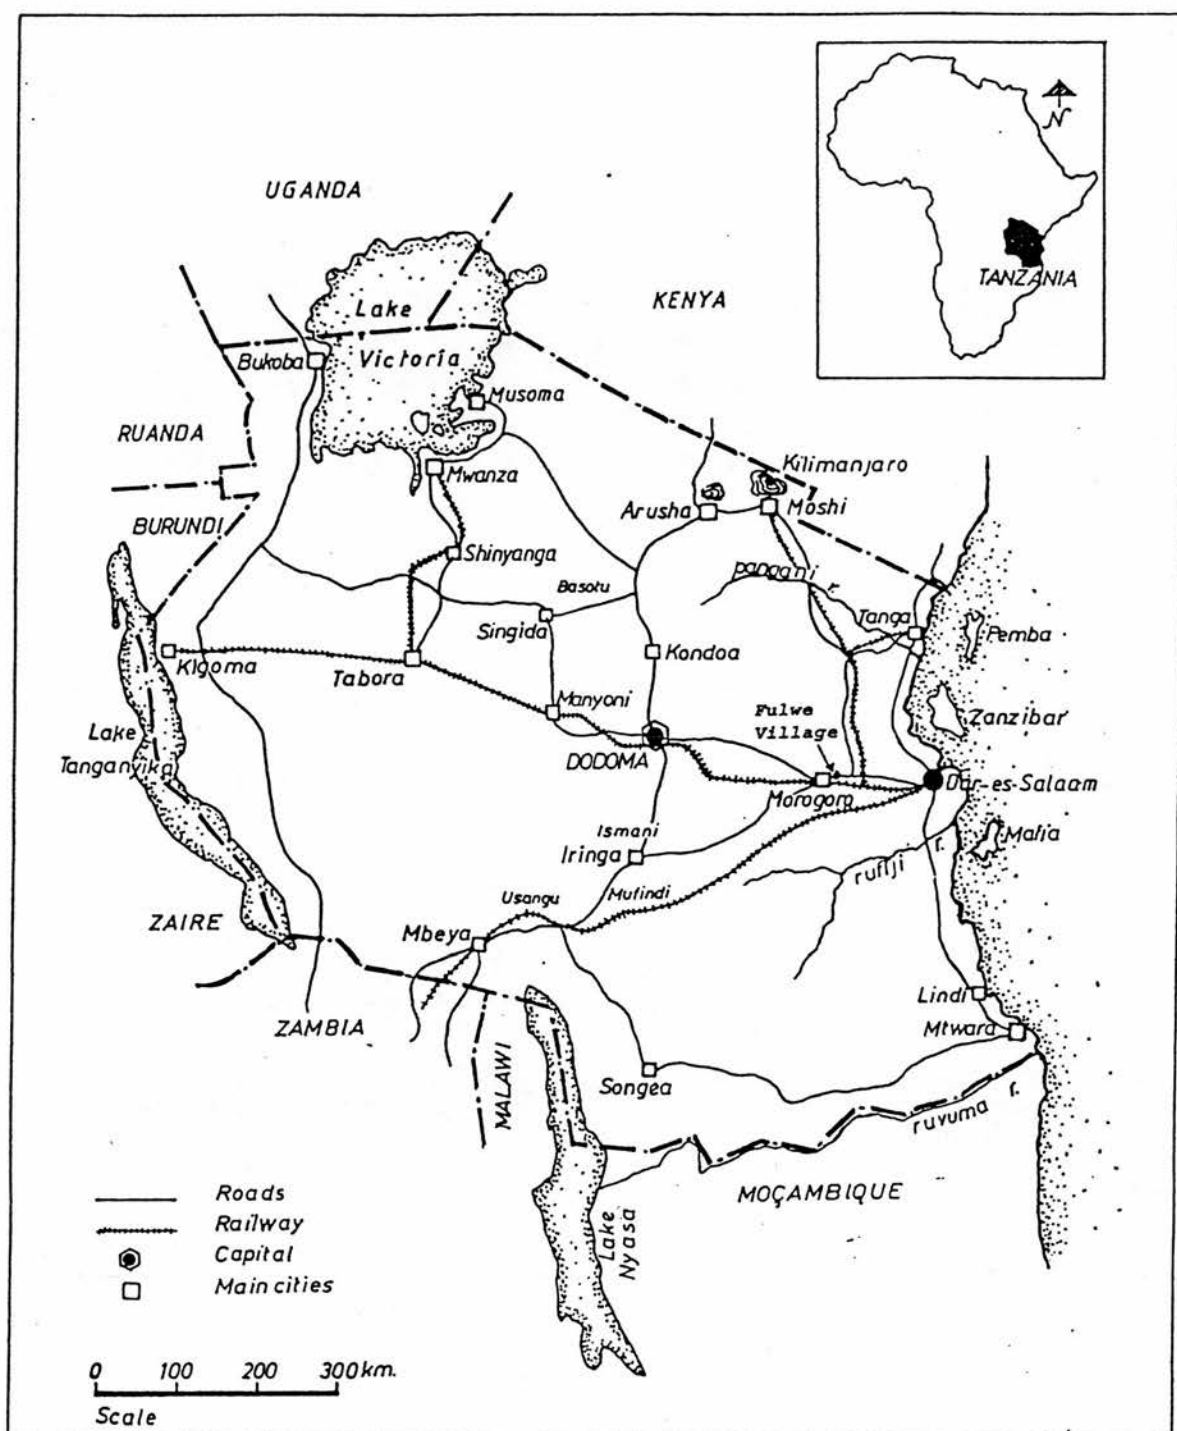 N
TANZANIA
UGANDA
KENYA
Lake
Victoria
Bukoba
Musoma
RUANDA
Mwanza
Kilimanjaro
Arusha
Moshi
BURUNDI
Shinyanga
Basotu
pangani r.
Singida
Tanga
Pemba
Kigoma
Tabora
Kondoa
Manyoni
Fulwe
Village
Zanzibar
Lake
Tanganyika
DODOMA
Morogoro
Dar-es-Salaam
Ismani
Iringa
Mafia
rufiji r.
Usangu
Mufindi
ZAIRE
Mbeya
Lindi
ZAMBIA
Mtwara
MALAWI
Songea
ruvuma r.
MOÇAMBIQUE
Lake
Nyasa
Roads
Railway
Capital
Main cities
0 100 200 300 km.
Scale